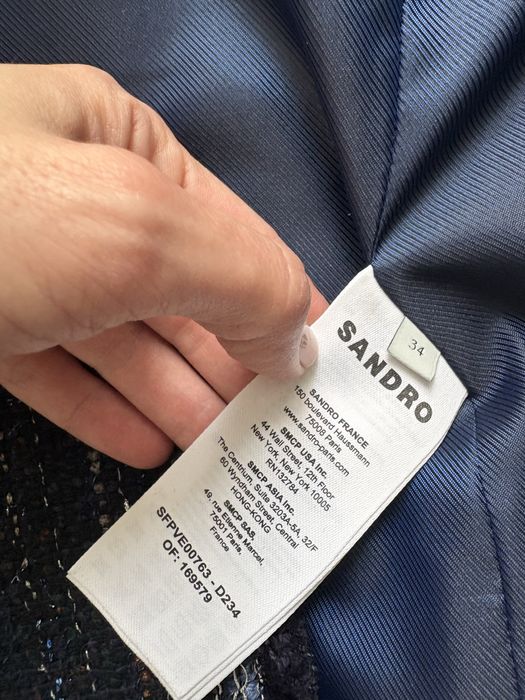 SANDRO
34
SANDRO FRANCE
150 boulevard Haussmann
75008 Paris
www.sandro-paris.com
SMCP USA Inc.
44 Wall Street, 12th Floor
New York, New York 10005
RN132784
SMCP ASIA Inc.
The Centrium, Suite 3203A-5A, 32/F
60 Wyndham Street, Central
HONG-KONG
SMCP SAS,
49, rue Etienne Marcel,
75001 Paris,
France
SFPVE00763 - D234
OF: 169579